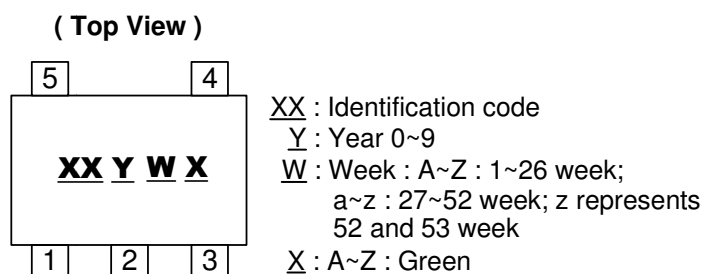 ( Top View )
5 4
XX Y W X
1 2 3
XX : Identification code
Y : Year 0~9
W : Week : A~Z : 1~26 week;
a~z : 27~52 week; z represents
52 and 53 week
X : A~Z : Green